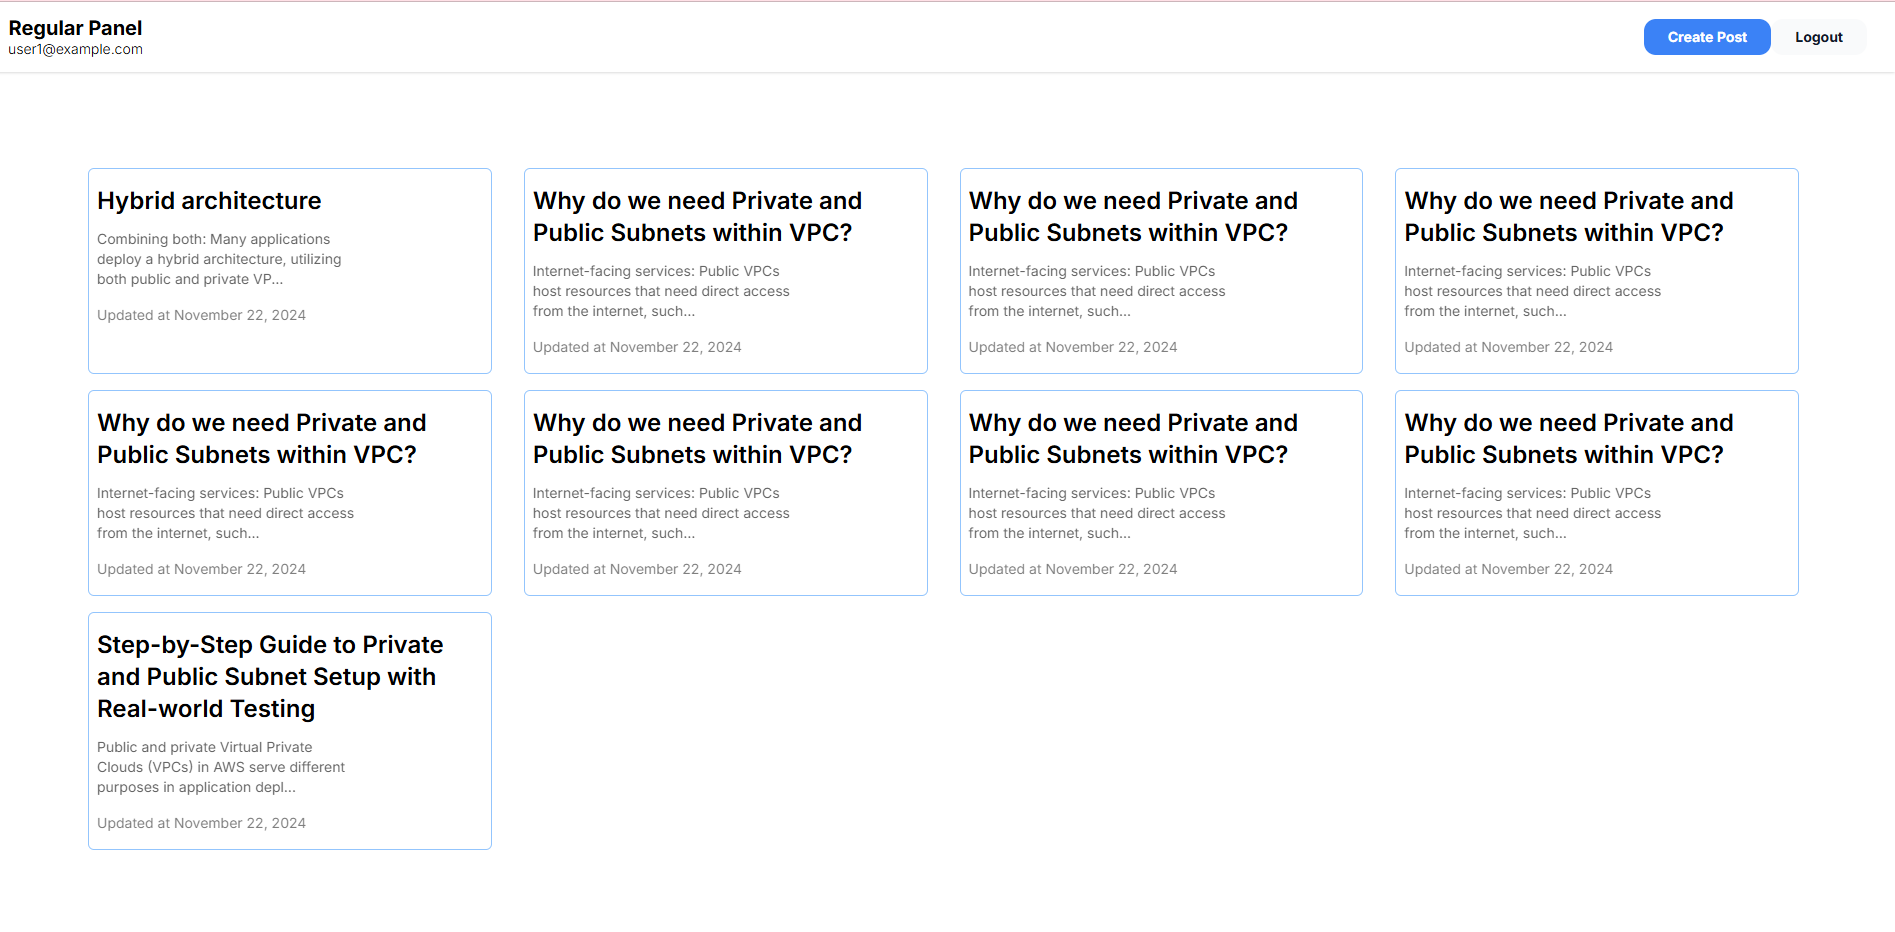 Regular Panel
user1@example.com
Create Post
Logout
Hybrid architecture
Combining both: Many applications
deploy a hybrid architecture, utilizing
both public and private VP...
Updated at November 22, 2024
Why do we need Private and
Public Subnets within VPC?
Internet-facing services: Public VPCs
host resources that need direct access
from the internet, such...
Updated at November 22, 2024
Why do we need Private and
Public Subnets within VPC?
Internet-facing services: Public VPCs
host resources that need direct access
from the internet, such...
Updated at November 22, 2024
Why do we need Private and
Public Subnets within VPC?
Internet-facing services: Public VPCs
host resources that need direct access
from the internet, such...
Updated at November 22, 2024
Why do we need Private and
Public Subnets within VPC?
Internet-facing services: Public VPCs
host resources that need direct access
from the internet, such...
Updated at November 22, 2024
Why do we need Private and
Public Subnets within VPC?
Internet-facing services: Public VPCs
host resources that need direct access
from the internet, such...
Updated at November 22, 2024
Why do we need Private and
Public Subnets within VPC?
Internet-facing services: Public VPCs
host resources that need direct access
from the internet, such...
Updated at November 22, 2024
Why do we need Private and
Public Subnets within VPC?
Internet-facing services: Public VPCs
host resources that need direct access
from the internet, such...
Updated at November 22, 2024
Step-by-Step Guide to Private
and Public Subnet Setup with
Real-world Testing
Public and private Virtual Private
Clouds (VPCs) in AWS serve different
purposes in application depl...
Updated at November 22, 2024